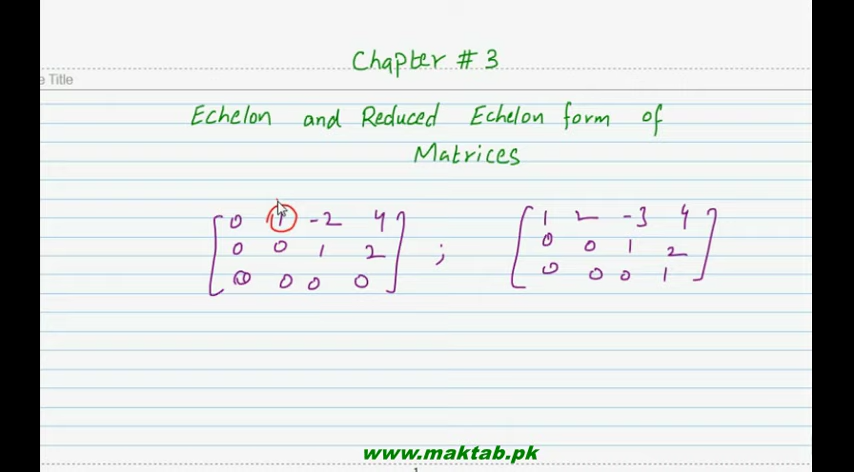 Chapter # 3
e Title
Echelon and Reduced Echelon form of
Matrices
0 1 -2 4 1 2 -3 4
0 0 1 2 ; 0 0 1 2
0 0 0 0 0 0 0 1
www.maktab.pk
1